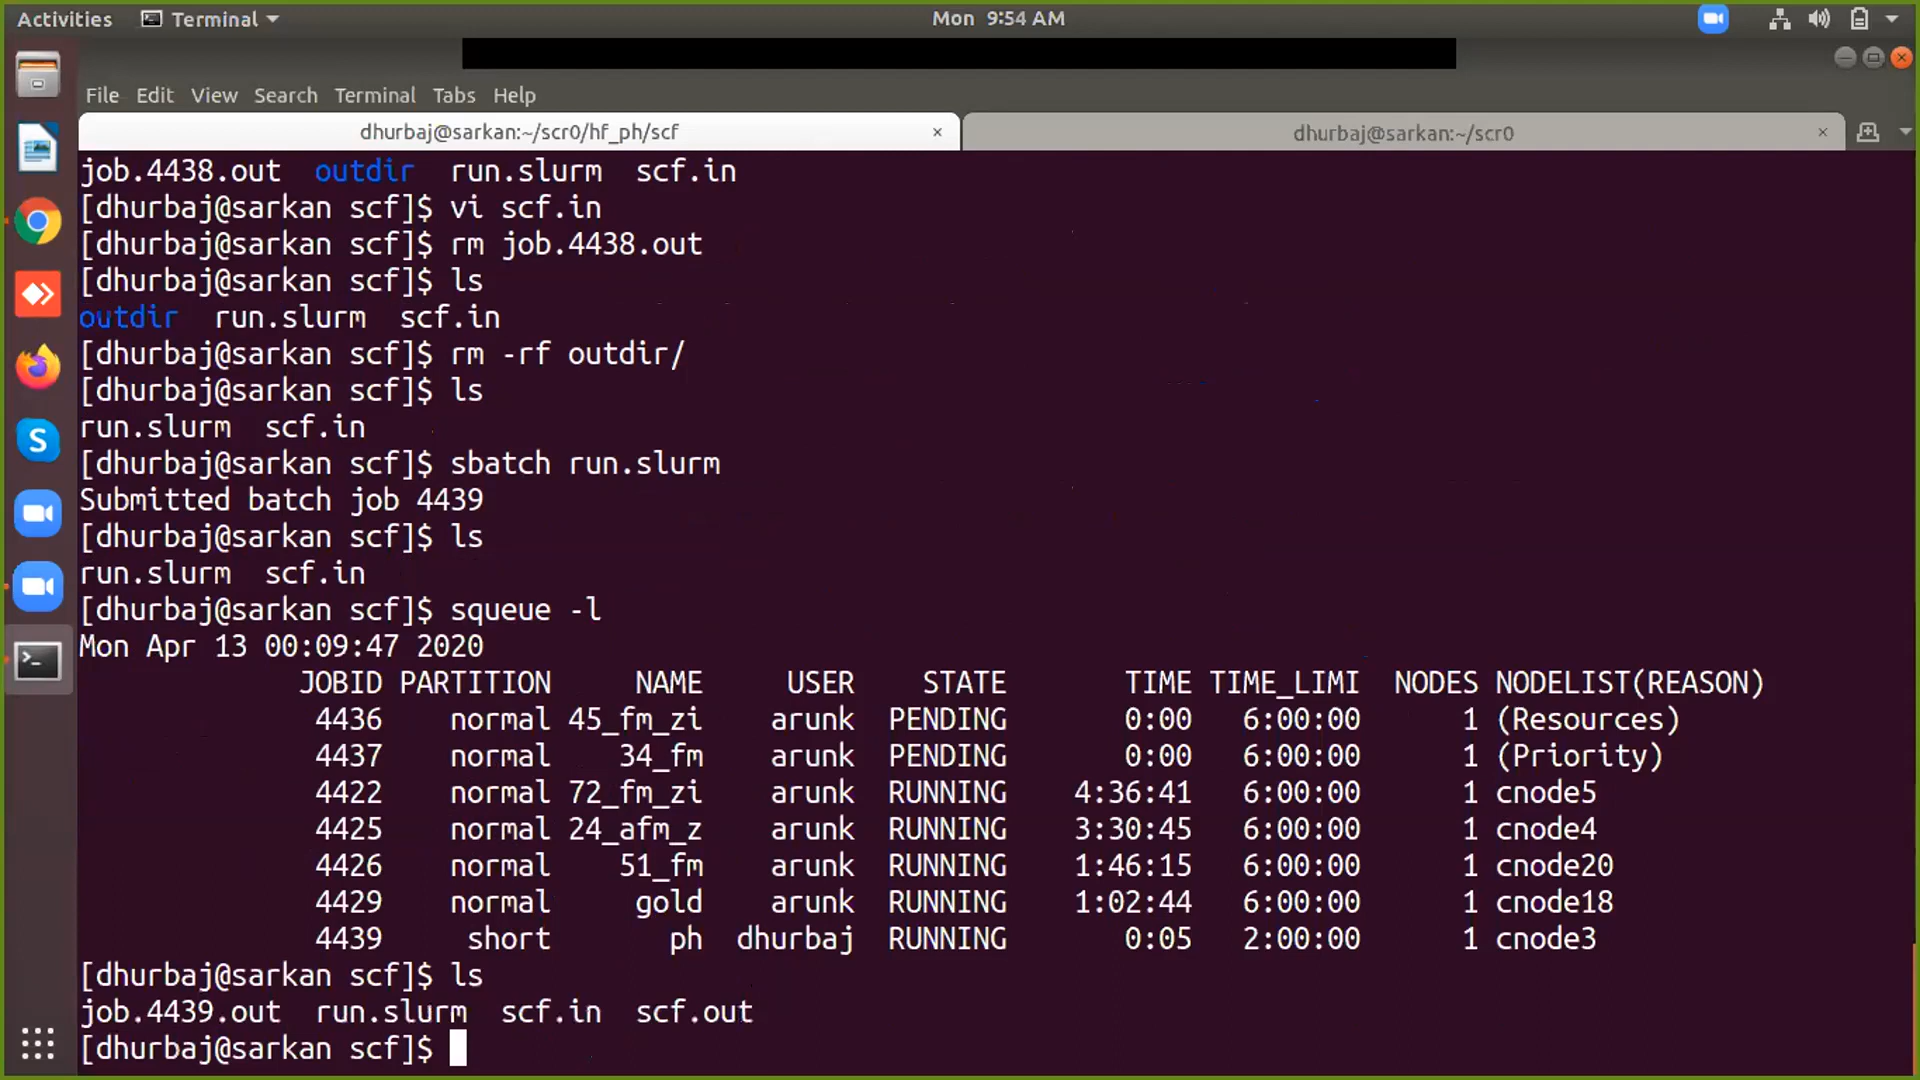 Activities Terminal Mon 9:54 AM
File Edit View Search Terminal Tabs Help
dhurbaj@sarkan:~/scr0/hf_ph/scf × dhurbaj@sarkan:~/scr0 ×
job.4438.out outdir run.slurm scf.in
[dhurbaj@sarkan scf]$ vi scf.in
[dhurbaj@sarkan scf]$ rm job.4438.out
[dhurbaj@sarkan scf]$ ls
outdir run.slurm scf.in
[dhurbaj@sarkan scf]$ rm -rf outdir/
[dhurbaj@sarkan scf]$ ls
run.slurm scf.in
[dhurbaj@sarkan scf]$ sbatch run.slurm
Submitted batch job 4439
[dhurbaj@sarkan scf]$ ls
run.slurm scf.in
[dhurbaj@sarkan scf]$ squeue -l
Mon Apr 13 00:09:47 2020
JOBID PARTITION NAME USER STATE TIME TIME_LIMI NODES NODELIST(REASON)
4436 normal 45_fm_zi arunk PENDING 0:00 6:00:00 1 (Resources)
4437 normal 34_fm arunk PENDING 0:00 6:00:00 1 (Priority)
4422 normal 72_fm_zi arunk RUNNING 4:36:41 6:00:00 1 cnode5
4425 normal 24_afm_z arunk RUNNING 3:30:45 6:00:00 1 cnode4
4426 normal 51_fm arunk RUNNING 1:46:15 6:00:00 1 cnode20
4429 normal gold arunk RUNNING 1:02:44 6:00:00 1 cnode18
4439 short ph dhurbaj RUNNING 0:05 2:00:00 1 cnode3
[dhurbaj@sarkan scf]$ ls
job.4439.out run.slurm scf.in scf.out
[dhurbaj@sarkan scf]$